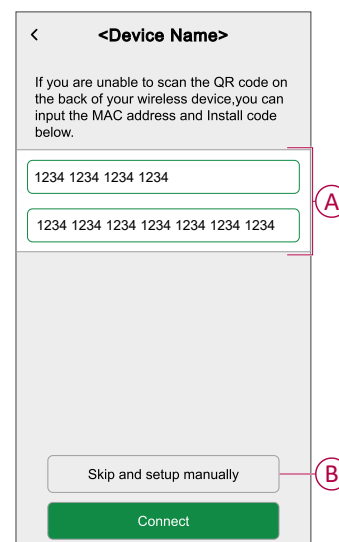 <Device Name>
If you are unable to scan the QR code on
the back of your wireless device,you can
input the MAC address and Install code
below.
1234 1234 1234 1234
A
1234 1234 1234 1234 1234 1234 1234
Skip and setup manually
B
Connect